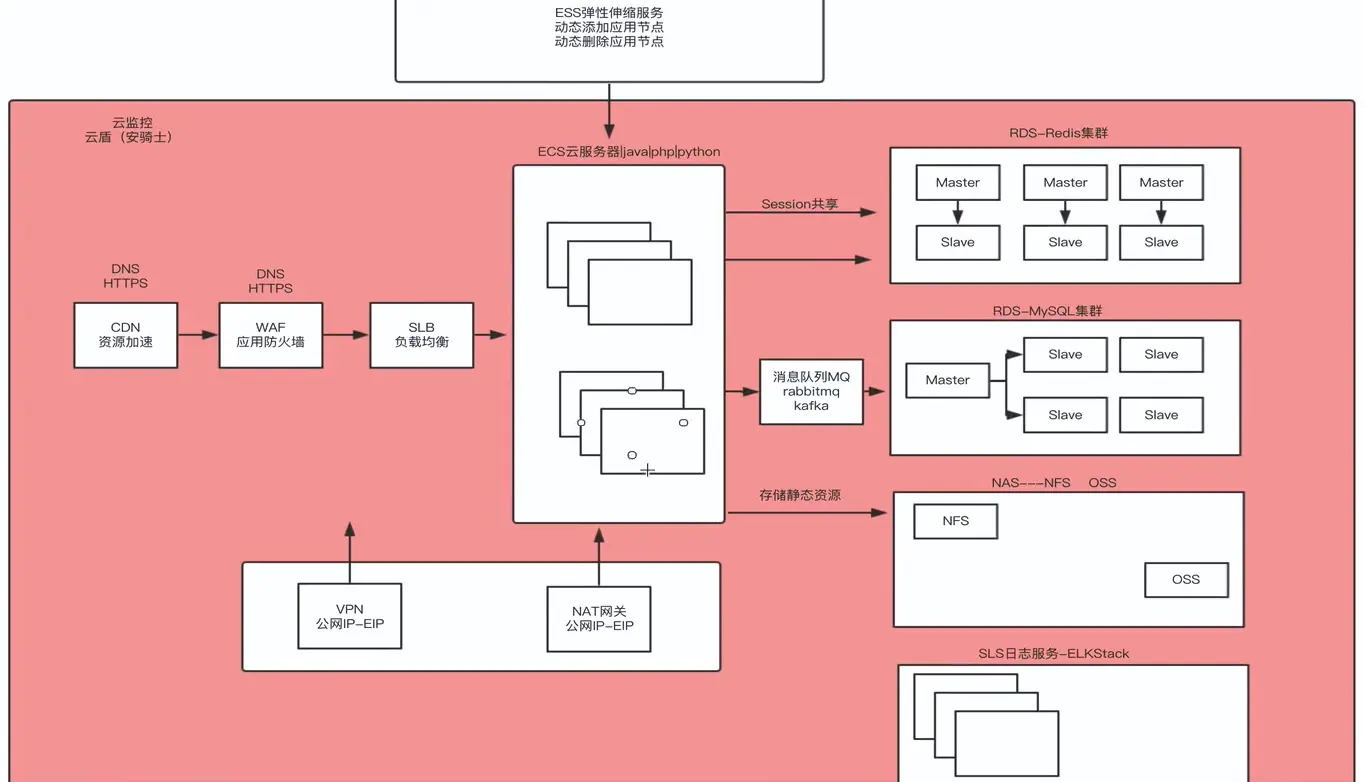 ESS弹性伸缩服务
动态添加应用节点
动态删除应用节点
云监控
云盾（安骑士）
ECS云服务器|java|php|python
RDS-Redis集群
Master
Master
Master
Session共享
Slave
Slave
Slave
DNS
HTTPS
DNS
HTTPS
CDN
资源加速
WAF
应用防火墙
SLB
负载均衡
RDS-MySQL集群
Slave
Slave
Master
Slave
Slave
消息队列MQ
rabbitmq
kafka
存储静态资源
NAS---NFS OSS
NFS
OSS
VPN
公网IP-EIP
NAT网关
公网IP-EIP
SLS日志服务-ELKStack